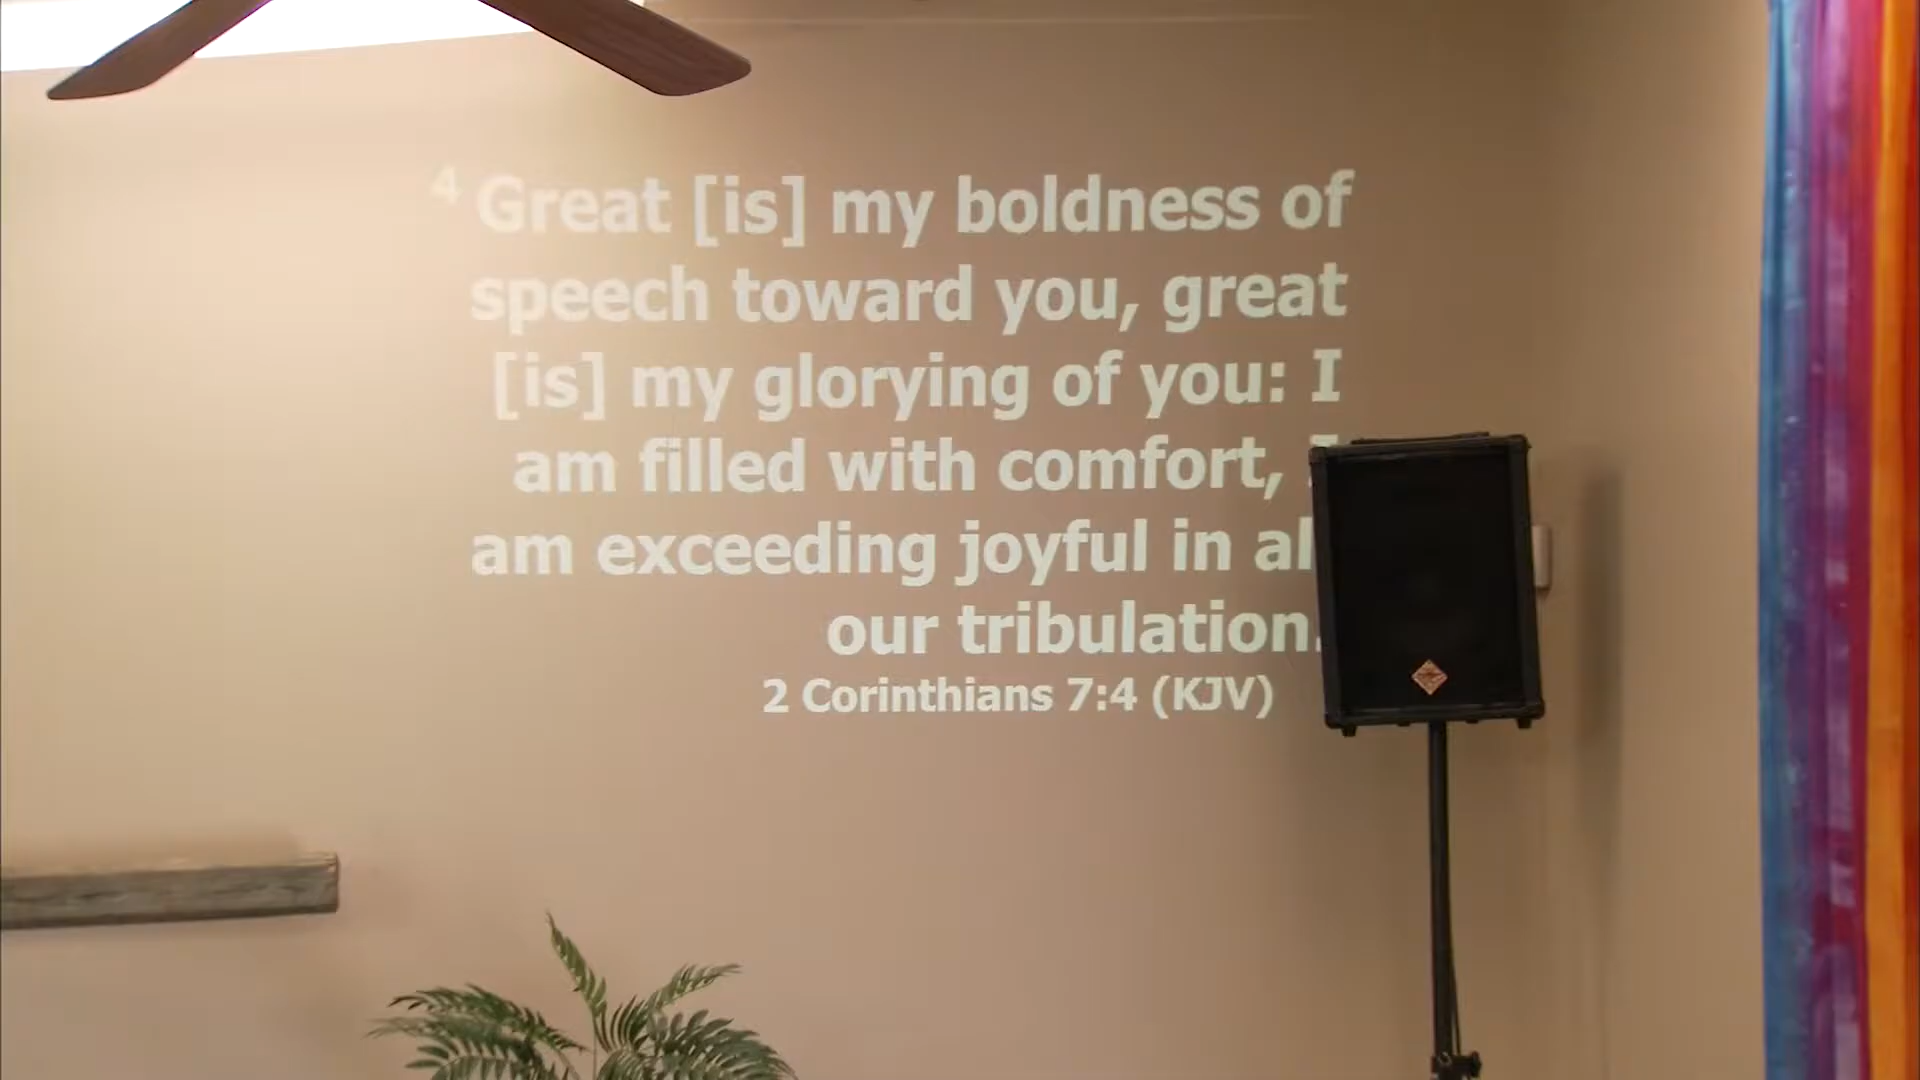 4 Great [is] my boldness of
speech toward you, great
[is] my glorying of you: I
am filled with comfort, I
am exceeding joyful in all
our tribulation.
2 Corinthians 7:4 (KJV)